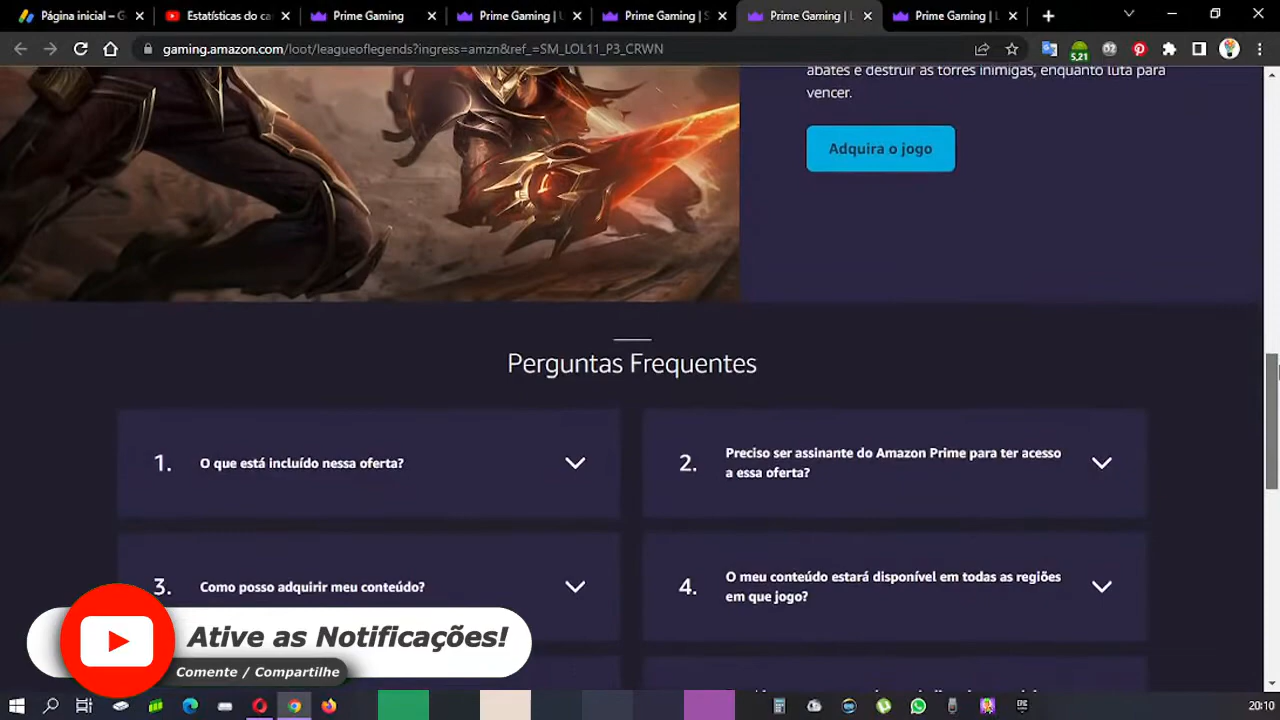 Página inicial – G
Estatísticas do ca
Prime Gaming
Prime Gaming | U
Prime Gaming | S
Prime Gaming | L
Prime Gaming | L
gaming.amazon.com/loot/leagueoflegends?ingress=amzn&ref_=SM_LOL11_P3_CRWN
5,21
abates e destruir as torres inimigas, enquanto luta para
vencer.
Adquira o jogo
Perguntas Frequentes
1. O que está incluído nessa oferta?
2. Preciso ser assinante do Amazon Prime para ter acesso
a essa oferta?
3. Como posso adquirir meu conteúdo?
4. O meu conteúdo estará disponível em todas as regiões
em que jogo?
Ative as Notificações!
Comente / Compartilhe
20:10